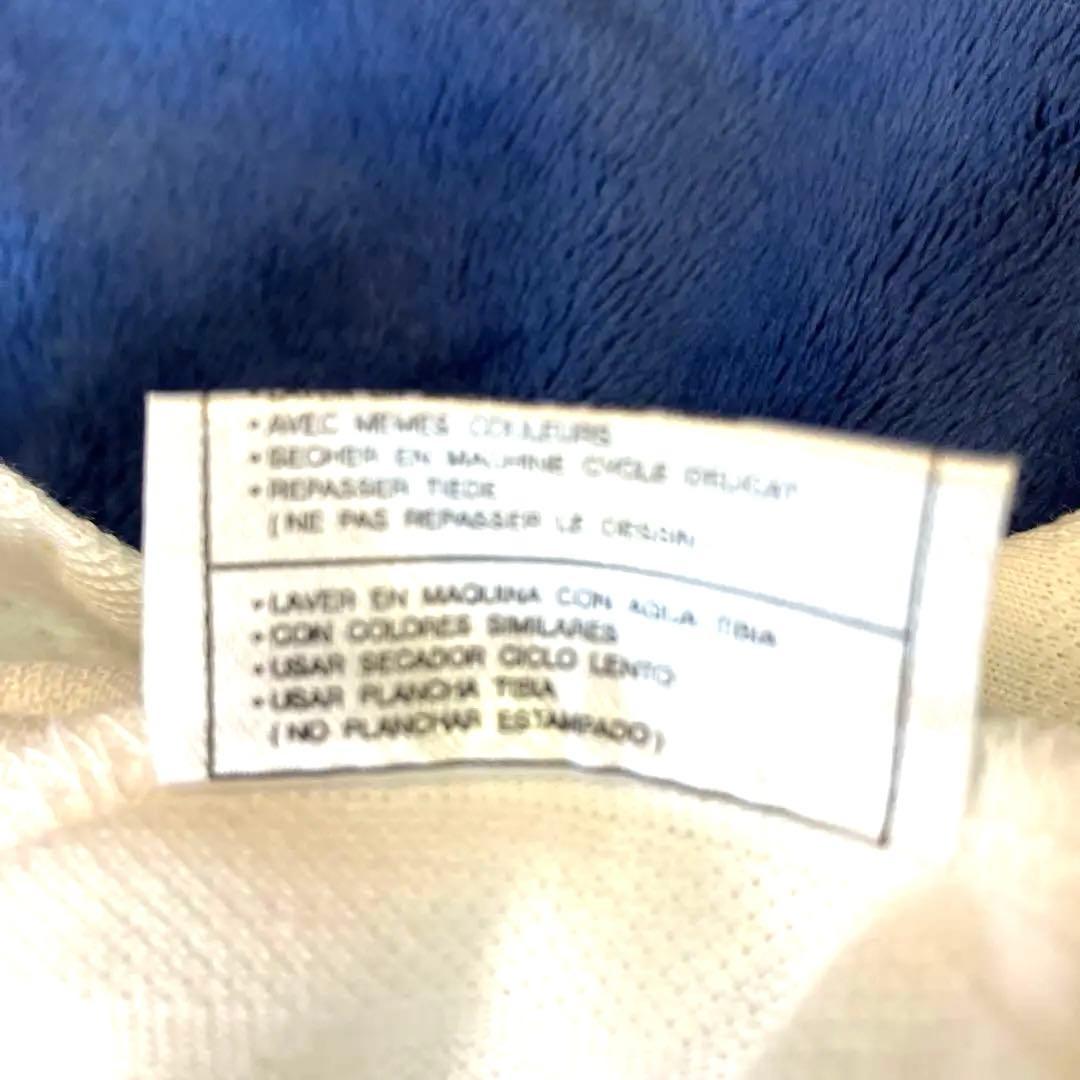 • AVEC MEMES COULEURS
• SECHER EN MACHINE CYCLE DELICAT
• REPASSER TIEDE
( NE PAS REPASSER LE DESSIN
• LAVER EN MAQUINA CON AGUA TIBIA
• CON COLORES SIMILARES
• USAR SECADOR CICLO LENTO
• USAR PLANCHA TIBIA
( NO PLANCHAR ESTAMPADO )